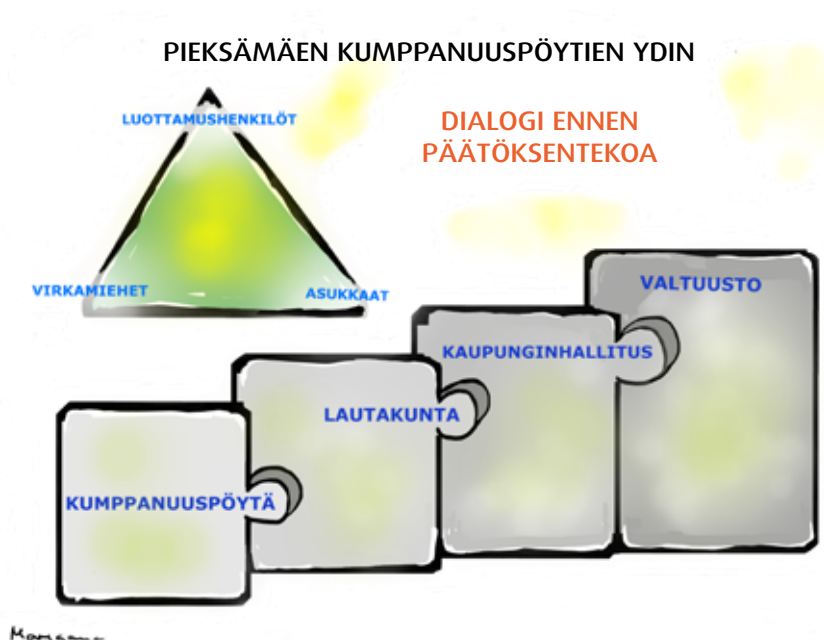 PIEKSÄMÄEN KUMPPANUUSPÖYTIEN YDIN
LUOTTAMUSHENKILÖT
DIALOGI ENNEN
PÄÄTÖKSENTEKOA
VIRKAMIEHET
ASUKKAAT
VALTUUSTO
KAUPUNGINHALLITUS
LAUTAKUNTA
KUMPPANUUSPÖYTÄ